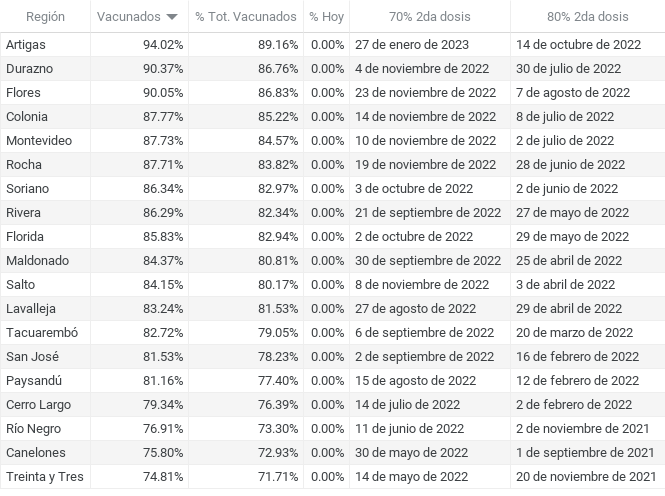 Región Vacunados % Tot. Vacunados % Hoy 70% 2da dosis 80% 2da dosis
Artigas 94.02% 89.16% 0.00% 27 de enero de 2023 14 de octubre de 2022
Durazno 90.37% 86.76% 0.00% 4 de noviembre de 2022 30 de julio de 2022
Flores 90.05% 86.83% 0.00% 23 de noviembre de 2022 7 de agosto de 2022
Colonia 87.77% 85.22% 0.00% 14 de noviembre de 2022 8 de julio de 2022
Montevideo 87.73% 84.57% 0.00% 10 de noviembre de 2022 2 de julio de 2022
Rocha 87.71% 83.82% 0.00% 19 de noviembre de 2022 28 de junio de 2022
Soriano 86.34% 82.97% 0.00% 3 de octubre de 2022 2 de junio de 2022
Rivera 86.29% 82.34% 0.00% 21 de septiembre de 2022 27 de mayo de 2022
Florida 85.83% 82.94% 0.00% 2 de octubre de 2022 29 de mayo de 2022
Maldonado 84.37% 80.81% 0.00% 30 de septiembre de 2022 25 de abril de 2022
Salto 84.15% 80.17% 0.00% 8 de noviembre de 2022 3 de abril de 2022
Lavalleja 83.24% 81.53% 0.00% 27 de agosto de 2022 29 de abril de 2022
Tacuarembó 82.72% 79.05% 0.00% 6 de septiembre de 2022 20 de marzo de 2022
San José 81.53% 78.23% 0.00% 2 de septiembre de 2022 16 de febrero de 2022
Paysandú 81.16% 77.40% 0.00% 15 de agosto de 2022 12 de febrero de 2022
Cerro Largo 79.34% 76.39% 0.00% 14 de julio de 2022 2 de febrero de 2022
Río Negro 76.91% 73.30% 0.00% 11 de junio de 2022 2 de noviembre de 2021
Canelones 75.80% 72.93% 0.00% 30 de mayo de 2022 1 de septiembre de 2021
Treinta y Tres 74.81% 71.71% 0.00% 14 de mayo de 2022 20 de noviembre de 2021